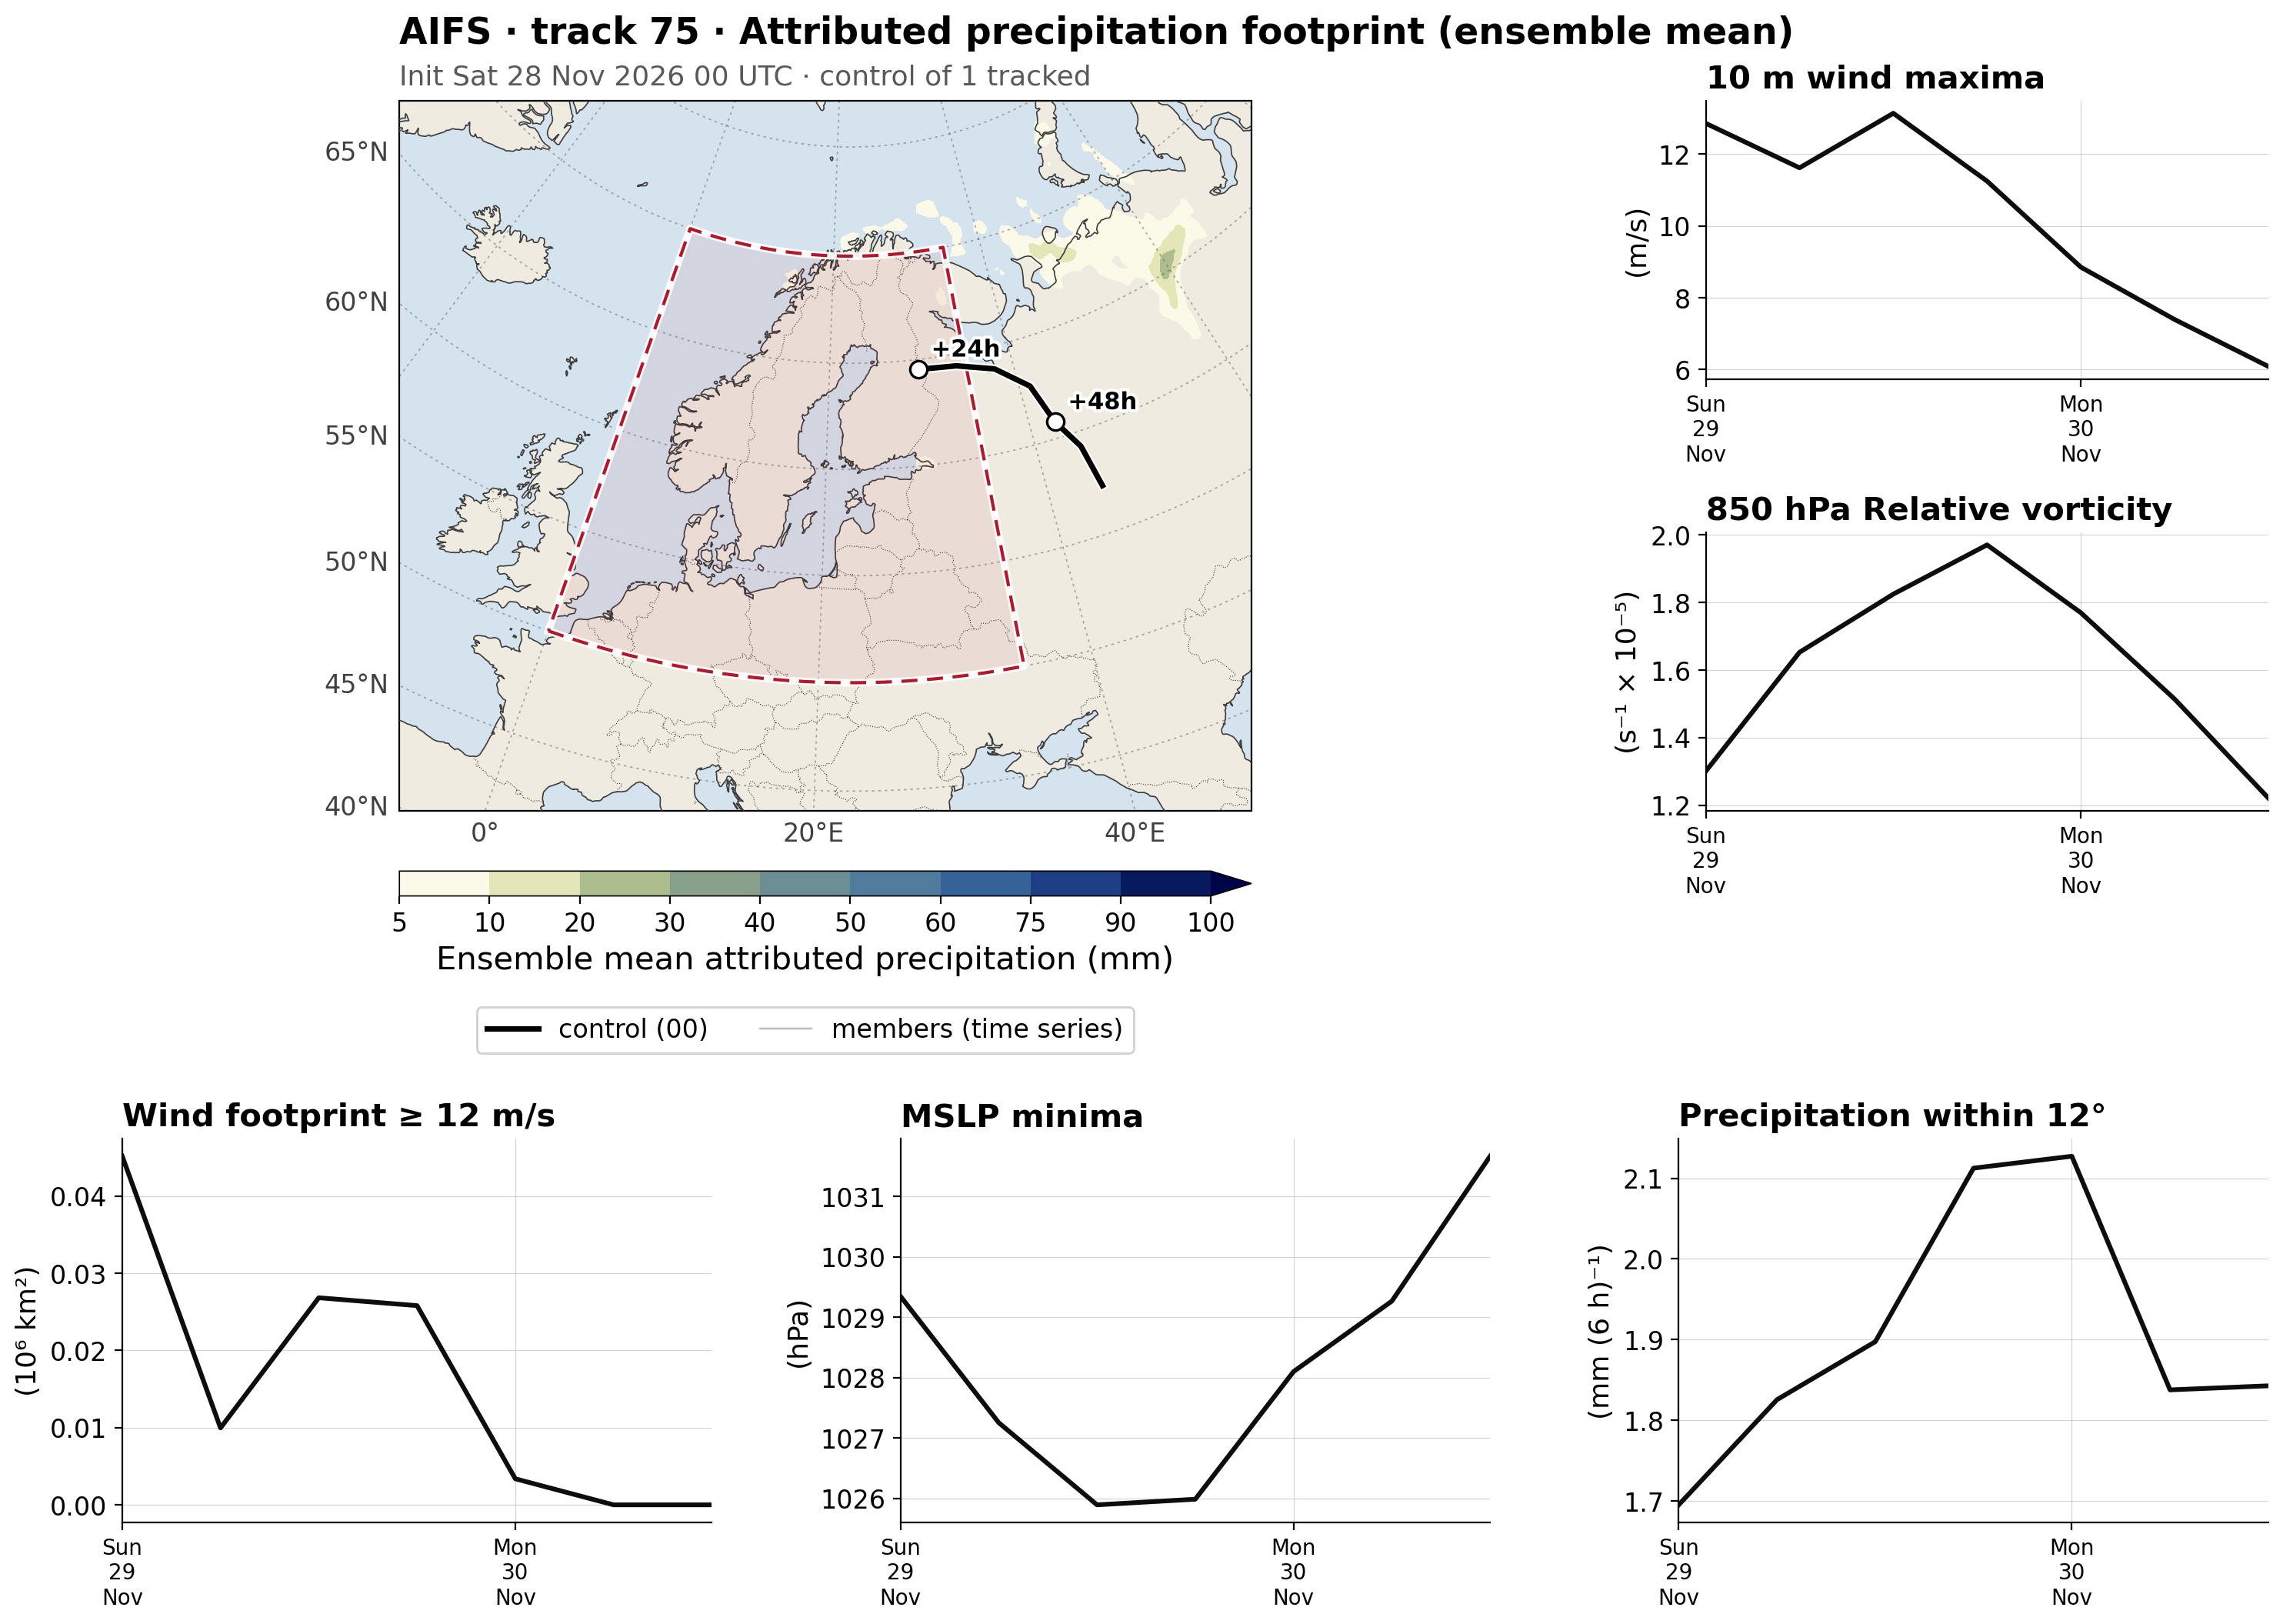 AIFS · track 75 · Attributed precipitation footprint (ensemble mean)
Init Sat 28 Nov 2026 00 UTC · control of 1 tracked
65°N
60°N
55°N
50°N
45°N
40°N
0°
20°E
40°E
+24h
+48h
5
10
20
30
40
50
60
75
90
100
Ensemble mean attributed precipitation (mm)
control (00)
members (time series)
10 m wind maxima
(m/s)
12
10
8
6
Sun
29
Nov
Mon
30
Nov
850 hPa Relative vorticity
(s⁻¹ × 10⁻⁵)
2.0
1.8
1.6
1.4
1.2
Sun
29
Nov
Mon
30
Nov
Wind footprint ≥ 12 m/s
(10⁶ km²)
0.04
0.03
0.02
0.01
0.00
Sun
29
Nov
Mon
30
Nov
MSLP minima
(hPa)
1031
1030
1029
1028
1027
1026
Sun
29
Nov
Mon
30
Nov
Precipitation within 12°
(mm (6 h)⁻¹)
2.1
2.0
1.9
1.8
1.7
Sun
29
Nov
Mon
30
Nov